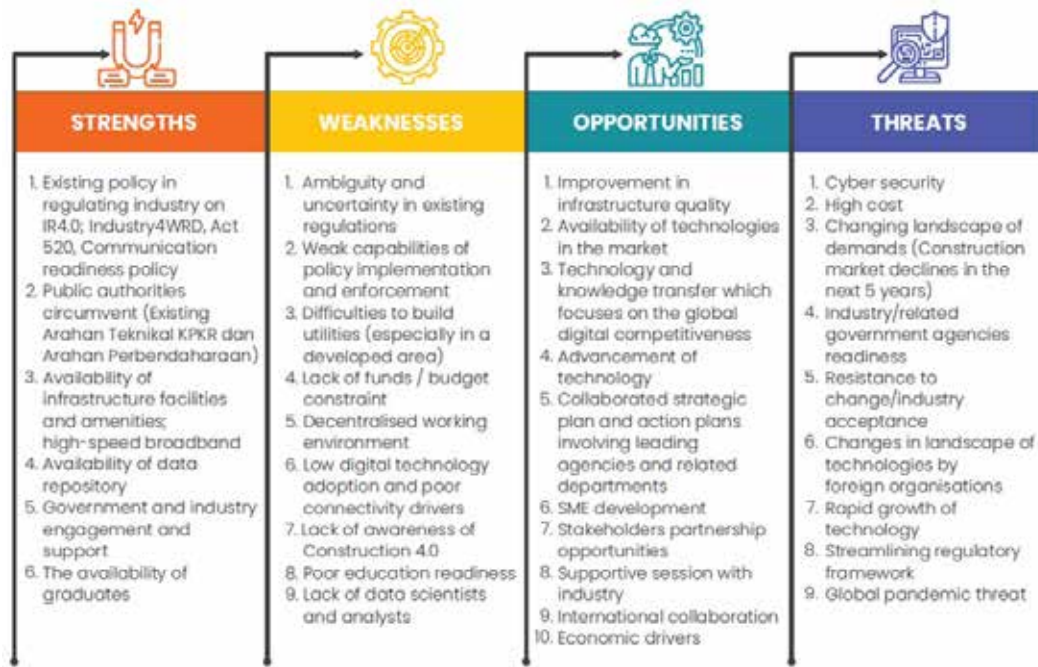 STRENGTHS
1. Existing policy in
regulating industry on
IR4.0; Industry4WRD, Act
520, Communication
readiness policy
2. Public authorities
circumvent (Existing
Arahan Teknikal KPKR dan
Arahan Perbendaharaan)
3. Availability of
infrastructure facilities
and amenities;
high-speed broadband
4. Availability of data
repository
5. Government and industry
engagement and
support
6. The availability of
graduates
WEAKNESSES
1. Ambiguity and
uncertainty in existing
regulations
2. Weak capabilities of
policy implementation
and enforcement
3. Difficulties to build
utilities (especially in a
developed area)
4. Lack of funds / budget
constraint
5. Decentralised working
environment
6. Low digital technology
adoption and poor
connectivity drivers
7. Lack of awareness of
Construction 4.0
8. Poor education readiness
9. Lack of data scientists
and analysts
OPPORTUNITIES
1. Improvement in
infrastructure quality
2. Availability of technologies
in the market
3. Technology and
knowledge transfer which
focuses on the global
digital competitiveness
4. Advancement of
technology
5. Collaborated strategic
plan and action plans
involving leading
agencies and related
departments
6. SME development
7. Stakeholders partnership
opportunities
8. Supportive session with
industry
9. International collaboration
10. Economic drivers
THREATS
1. Cyber security
2. High cost
3. Changing landscape of
demands (Construction
market declines in the
next 5 years)
4. Industry/related
government agencies
readiness
5. Resistance to
change/industry
acceptance
6. Changes in landscape of
technologies by
foreign organisations
7. Rapid growth of
technology
8. Streamlining regulatory
framework
9. Global pandemic threat